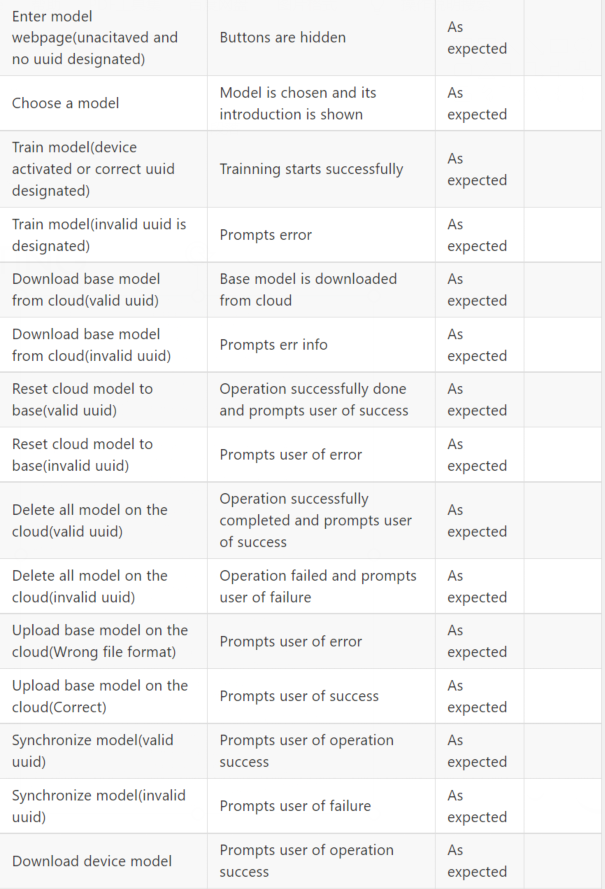 Enter model
webpage(unacitaved and
no uuid designated)
Buttons are hidden
As
expected
Choose a model
Model is chosen and its
introduction is shown
As
expected
Train model(device
activated or correct uuid
designated)
Trainning starts successfully
As
expected
Train model(invalid uuid is
designated)
Prompts error
As
expected
Download base model
from cloud(valid uuid)
Base model is downloaded
from cloud
As
expected
Download base model
from cloud(invalid uuid)
Prompts err info
As
expected
Reset cloud model to
base(valid uuid)
Operation successfully done
and prompts user of success
As
expected
Reset cloud model to
base(invalid uuid)
Prompts user of error
As
expected
Delete all model on the
cloud(valid uuid)
Operation successfully
completed and prompts user
of success
As
expected
Delete all model on the
cloud(invalid uuid)
Operation failed and prompts
user of failure
As
expected
Upload base model on the
cloud(Wrong file format)
Prompts user of error
As
expected
Upload base model on the
cloud(Correct)
Prompts user of success
As
expected
Synchronize model(valid
uuid)
Prompts user of operation
success
As
expected
Synchronize model(invalid
uuid)
Prompts user of failure
As
expected
Download device model
Prompts user of operation
success
As
expected